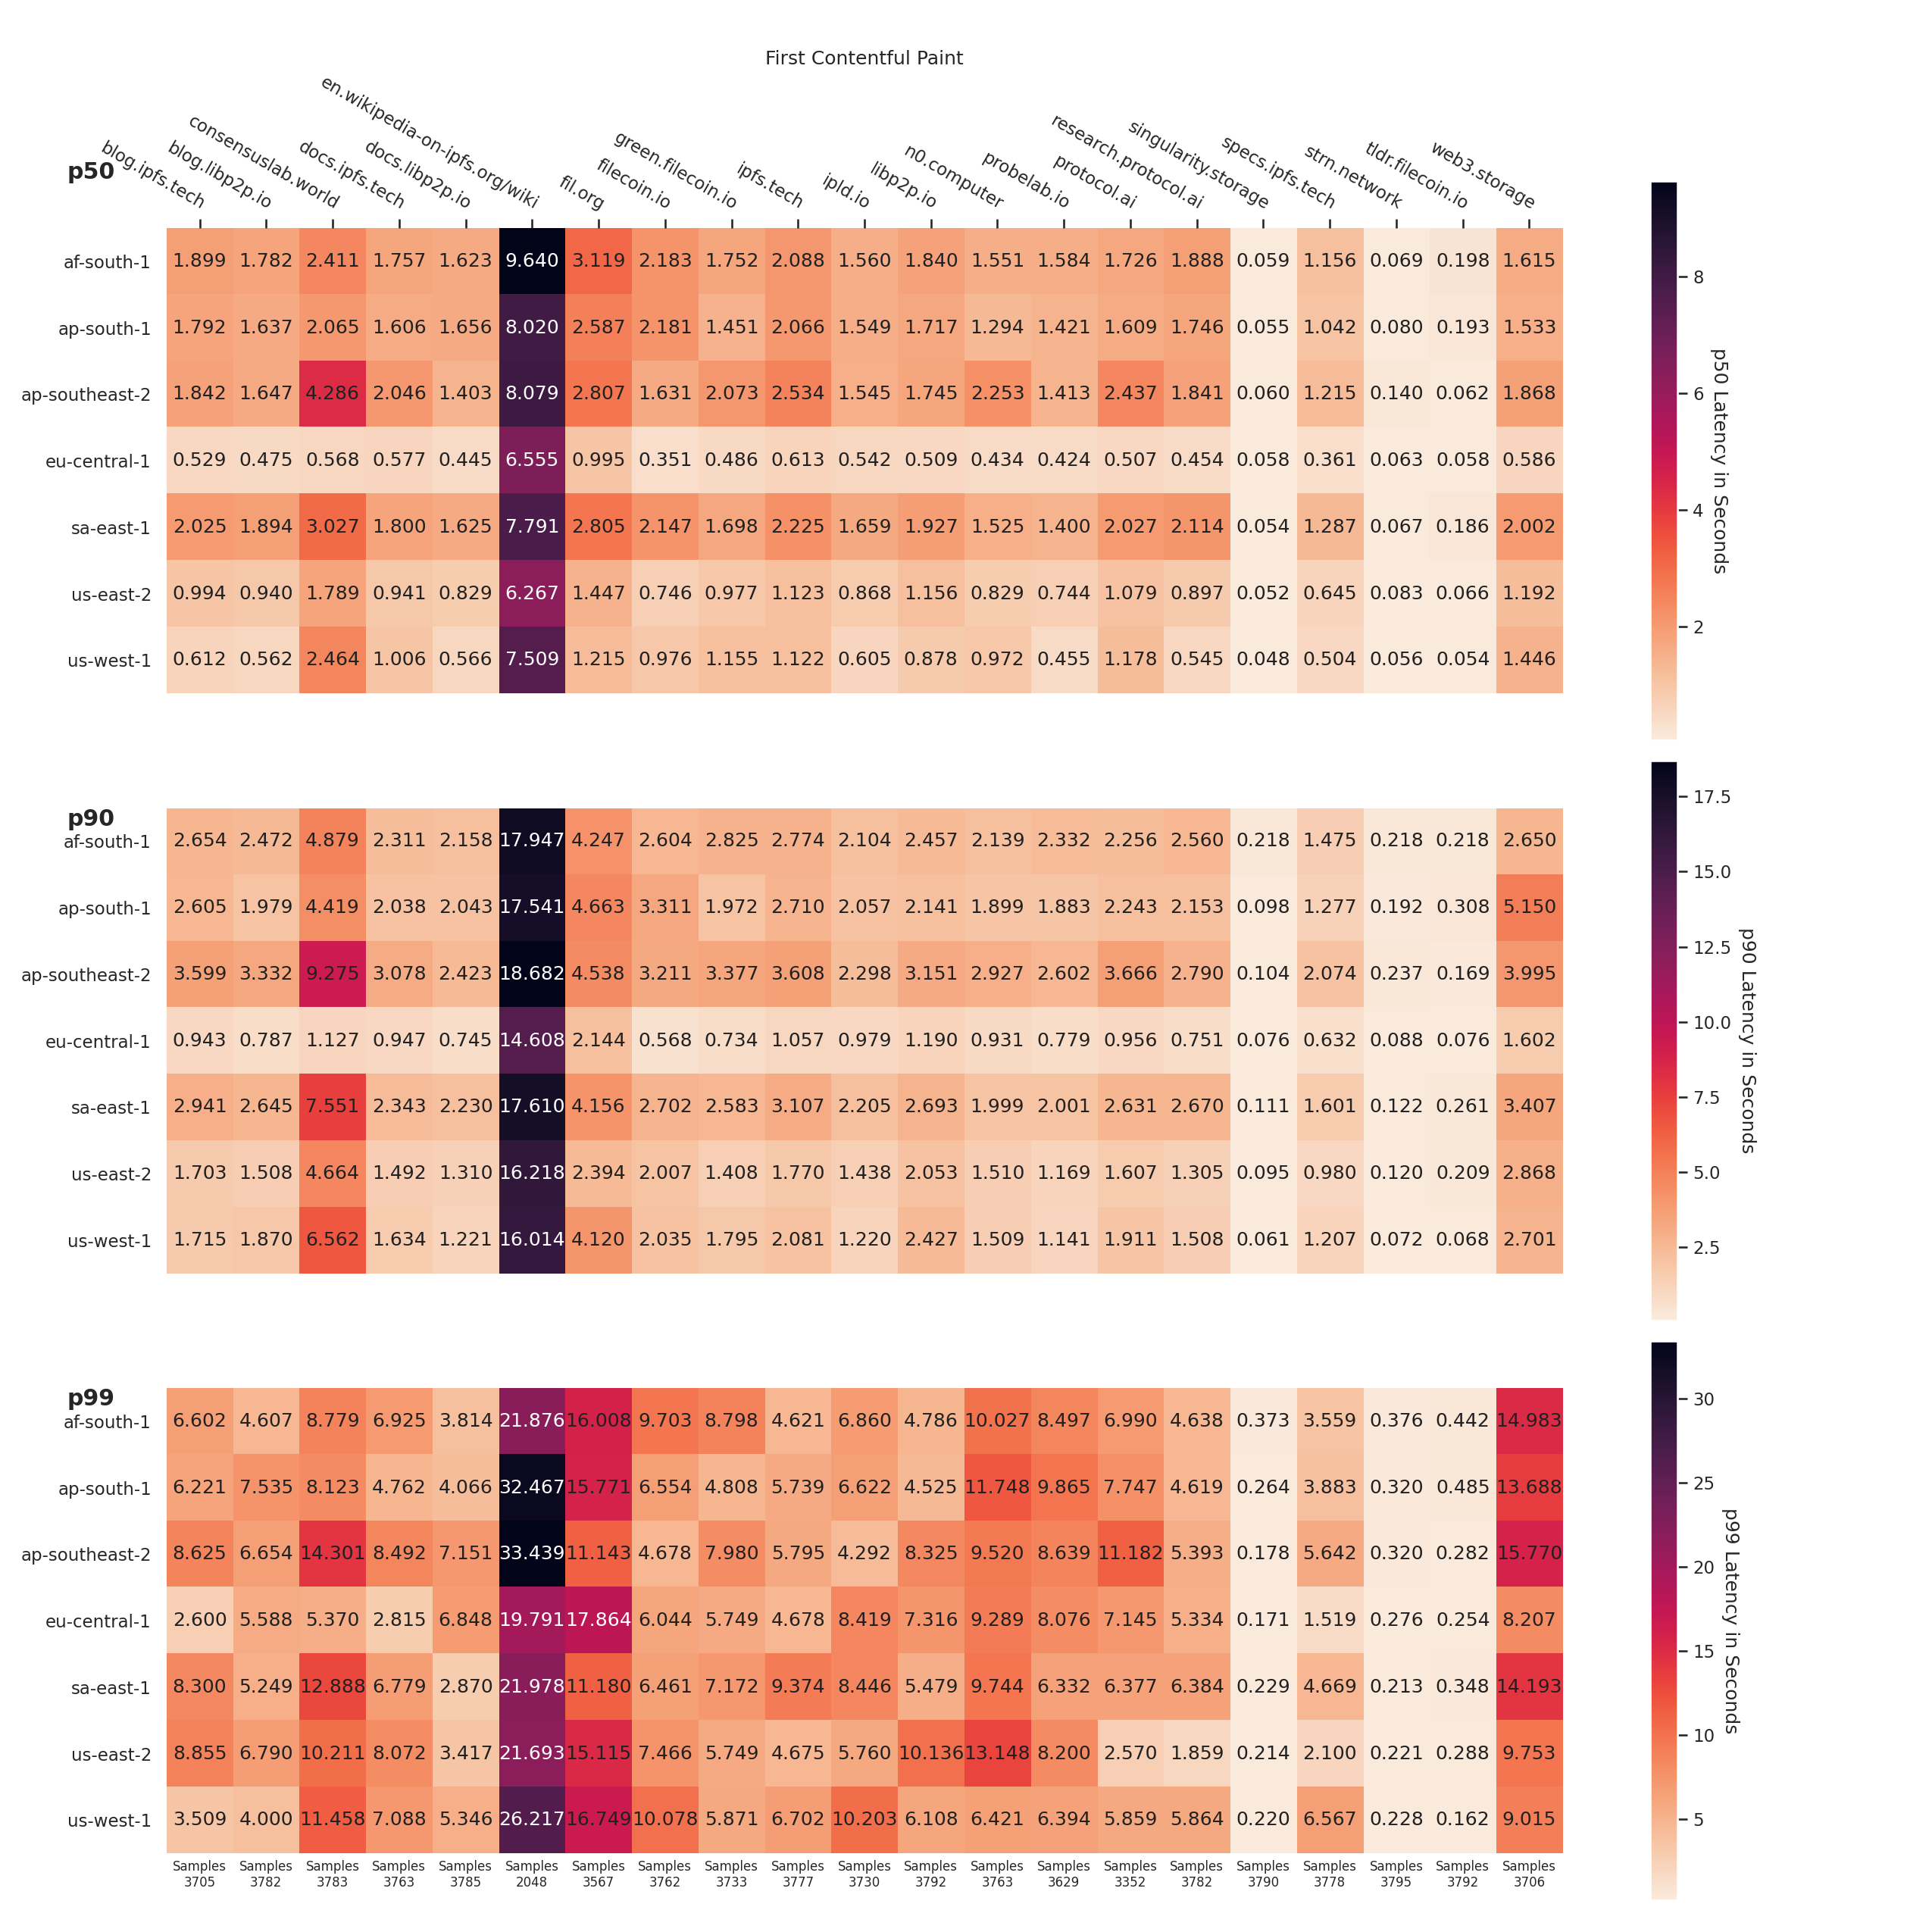 First Contentful Paint
p50
blog.ipfs.tech
blog.libp2p.io
consensuslab.world
docs.ipfs.tech
docs.libp2p.io
en.wikipedia-on-ipfs.org/wiki
fil.org
filecoin.io
green.filecoin.io
ipfs.tech
ipld.io
libp2p.io
n0.computer
probelab.io
protocol.ai
research.protocol.ai
singularity.storage
specs.ipfs.tech
strn.network
tldr.filecoin.io
web3.storage
af-south-1 1.899 1.782 2.411 1.757 1.623 9.640 3.119 2.183 1.752 2.088 1.560 1.840 1.551 1.584 1.726 1.888 0.059 1.156 0.069 0.198 1.615
ap-south-1 1.792 1.637 2.065 1.606 1.656 8.020 2.587 2.181 1.451 2.066 1.549 1.717 1.294 1.421 1.609 1.746 0.055 1.042 0.080 0.193 1.533
ap-southeast-2 1.842 1.647 4.286 2.046 1.403 8.079 2.807 1.631 2.073 2.534 1.545 1.745 2.253 1.413 2.437 1.841 0.060 1.215 0.140 0.062 1.868
eu-central-1 0.529 0.475 0.568 0.577 0.445 6.555 0.995 0.351 0.486 0.613 0.542 0.509 0.434 0.424 0.507 0.454 0.058 0.361 0.063 0.058 0.586
sa-east-1 2.025 1.894 3.027 1.800 1.625 7.791 2.805 2.147 1.698 2.225 1.659 1.927 1.525 1.400 2.027 2.114 0.054 1.287 0.067 0.186 2.002
us-east-2 0.994 0.940 1.789 0.941 0.829 6.267 1.447 0.746 0.977 1.123 0.868 1.156 0.829 0.744 1.079 0.897 0.052 0.645 0.083 0.066 1.192
us-west-1 0.612 0.562 2.464 1.006 0.566 7.509 1.215 0.976 1.155 1.122 0.605 0.878 0.972 0.455 1.178 0.545 0.048 0.504 0.056 0.054 1.446
8
6
4
2
p50 Latency in Seconds
p90
af-south-1 2.654 2.472 4.879 2.311 2.158 17.947 4.247 2.604 2.825 2.774 2.104 2.457 2.139 2.332 2.256 2.560 0.218 1.475 0.218 0.218 2.650
ap-south-1 2.605 1.979 4.419 2.038 2.043 17.541 4.663 3.311 1.972 2.710 2.057 2.141 1.899 1.883 2.243 2.153 0.098 1.277 0.192 0.308 5.150
ap-southeast-2 3.599 3.332 9.275 3.078 2.423 18.682 4.538 3.211 3.377 3.608 2.298 3.151 2.927 2.602 3.666 2.790 0.104 2.074 0.237 0.169 3.995
eu-central-1 0.943 0.787 1.127 0.947 0.745 14.608 2.144 0.568 0.734 1.057 0.979 1.190 0.931 0.779 0.956 0.751 0.076 0.632 0.088 0.076 1.602
sa-east-1 2.941 2.645 7.551 2.343 2.230 17.610 4.156 2.702 2.583 3.107 2.205 2.693 1.999 2.001 2.631 2.670 0.111 1.601 0.122 0.261 3.407
us-east-2 1.703 1.508 4.664 1.492 1.310 16.218 2.394 2.007 1.408 1.770 1.438 2.053 1.510 1.169 1.607 1.305 0.095 0.980 0.120 0.209 2.868
us-west-1 1.715 1.870 6.562 1.634 1.221 16.014 4.120 2.035 1.795 2.081 1.220 2.427 1.509 1.141 1.911 1.508 0.061 1.207 0.072 0.068 2.701
17.5
15.0
12.5
10.0
7.5
5.0
2.5
p90 Latency in Seconds
p99
af-south-1 6.602 4.607 8.779 6.925 3.814 21.876 16.008 9.703 8.798 4.621 6.860 4.786 10.027 8.497 6.990 4.638 0.373 3.559 0.376 0.442 14.983
ap-south-1 6.221 7.535 8.123 4.762 4.066 32.467 15.771 6.554 4.808 5.739 6.622 4.525 11.748 9.865 7.747 4.619 0.264 3.883 0.320 0.485 13.688
ap-southeast-2 8.625 6.654 14.301 8.492 7.151 33.439 11.143 4.678 7.980 5.795 4.292 8.325 9.520 8.639 11.182 5.393 0.178 5.642 0.320 0.282 15.770
eu-central-1 2.600 5.588 5.370 2.815 6.848 19.791 17.864 6.044 5.749 4.678 8.419 7.316 9.289 8.076 7.145 5.334 0.171 1.519 0.276 0.254 8.207
sa-east-1 8.300 5.249 12.888 6.779 2.870 21.978 11.180 6.461 7.172 9.374 8.446 5.479 9.744 6.332 6.377 6.384 0.229 4.669 0.213 0.348 14.193
us-east-2 8.855 6.790 10.211 8.072 3.417 21.693 15.115 7.466 5.749 4.675 5.760 10.136 13.148 8.200 2.570 1.859 0.214 2.100 0.221 0.288 9.753
us-west-1 3.509 4.000 11.458 7.088 5.346 26.217 16.749 10.078 5.871 6.702 10.203 6.108 6.421 6.394 5.859 5.864 0.220 6.567 0.228 0.162 9.015
Samples Samples Samples Samples Samples Samples Samples Samples Samples Samples Samples Samples Samples Samples Samples Samples Samples Samples Samples Samples Samples
3705 3782 3783 3763 3785 2048 3567 3762 3733 3777 3730 3792 3763 3629 3352 3782 3790 3778 3795 3792 3706
30
25
20
15
10
5
p99 Latency in Seconds